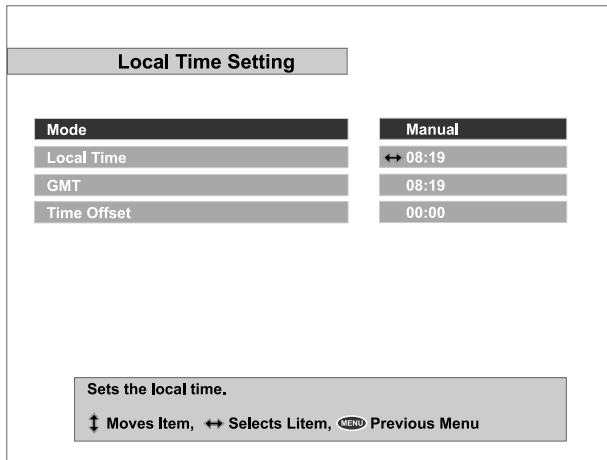 Local Time Setting
Mode Manual
Local Time ↔ 08:19
GMT 08:19
Time Offset 00:00
Sets the local time.
↕ Moves Item, ↔ Selects Litem, MENU Previous Menu